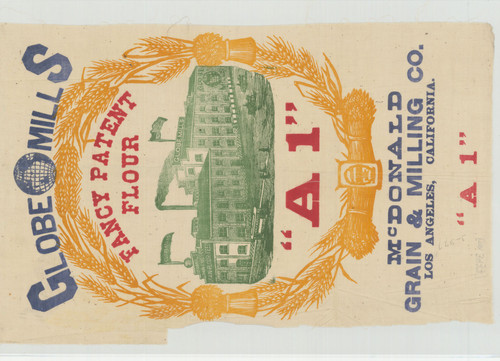 GLOBE MILLS
FANCY PATENT
FLOUR
"A 1"
McDONALD
GRAIN & MILLING CO.
LOS ANGELES, CALIFORNIA.
"A 1"